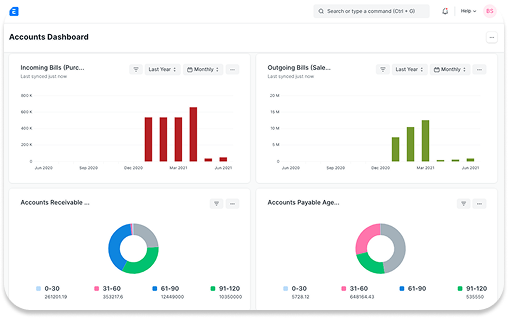 E
Search or type a command (Ctrl + G)
Help
BS
Accounts Dashboard
Incoming Bills (Purc...
Last synced just now
Last Year
Monthly
800 K
600 K
400 K
200 K
0
Jun 2020
Sep 2020
Dec 2020
Mar 2021
Jun 2021
Outgoing Bills (Sale...
Last synced just now
Last Year
Monthly
20 M
15 M
10 M
5 M
0
Jun 2020
Sep 2020
Dec 2020
Mar 2021
Jun 2021
Accounts Receivable ...
0-30
31-60
61-90
91-120
261201.19
353217.6
12449000
10350000
Accounts Payable Age...
0-30
31-60
61-90
91-120
5728.12
648164.43
535550